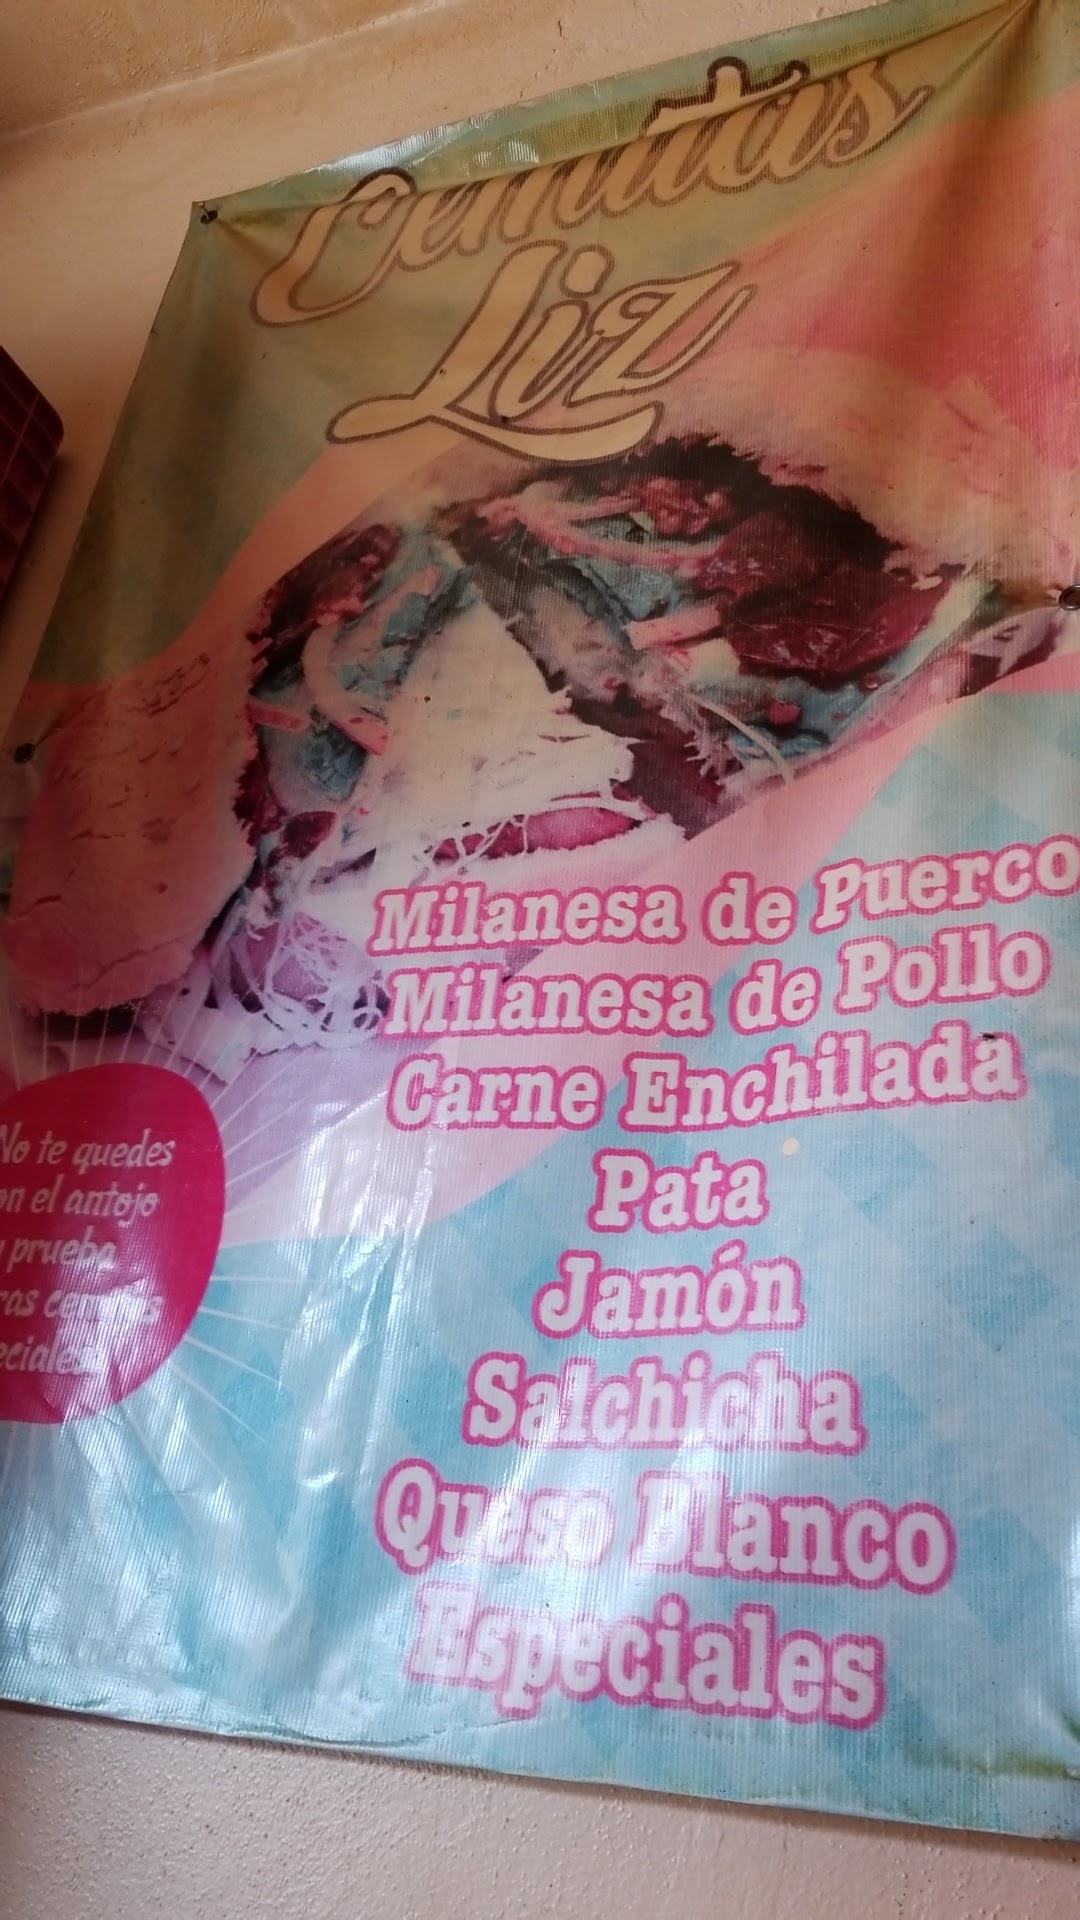 Cemitas
Liz
Milanesa de Puerco
Milanesa de Pollo
Carne Enchilada
Pata
Jamón
Salchicha
Queso Blanco
Especiales
No te quedes
el antojo
prueba